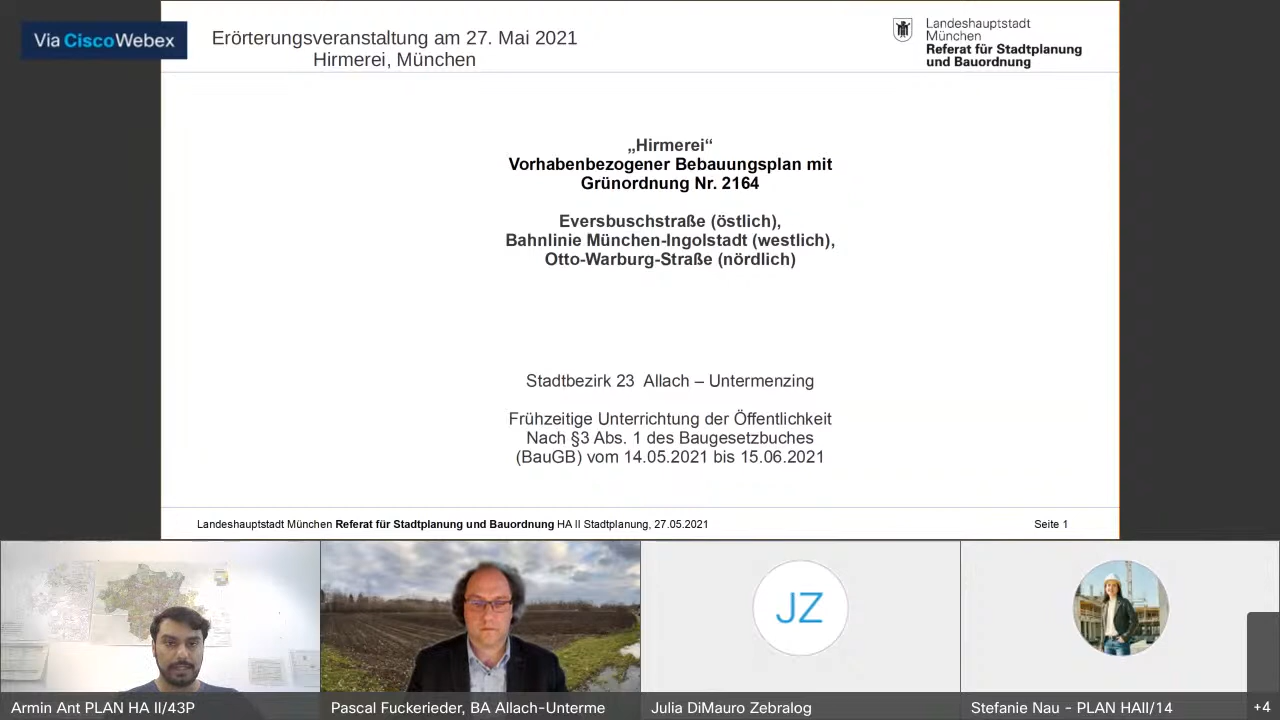 Via Cisco Webex
Erörterungsveranstaltung am 27. Mai 2021
Hirmerei, München
Landeshauptstadt
München
Referat für Stadtplanung
und Bauordnung
„Hirmerei“
Vorhabenbezogener Bebauungsplan mit
Grünordnung Nr. 2164
Eversbuschstraße (östlich),
Bahnlinie München-Ingolstadt (westlich),
Otto-Warburg-Straße (nördlich)
Stadtbezirk 23 Allach – Untermenzing
Frühzeitige Unterrichtung der Öffentlichkeit
Nach §3 Abs. 1 des Baugesetzbuches
(BauGB) vom 14.05.2021 bis 15.06.2021
Landeshauptstadt München Referat für Stadtplanung und Bauordnung HA II Stadtplanung, 27.05.2021
Seite 1
JZ
Armin Ant PLAN HA II/43P
Pascal Fuckerieder, BA Allach-Unterme
Julia DiMauro Zebralog
Stefanie Nau - PLAN HAII/14
+4